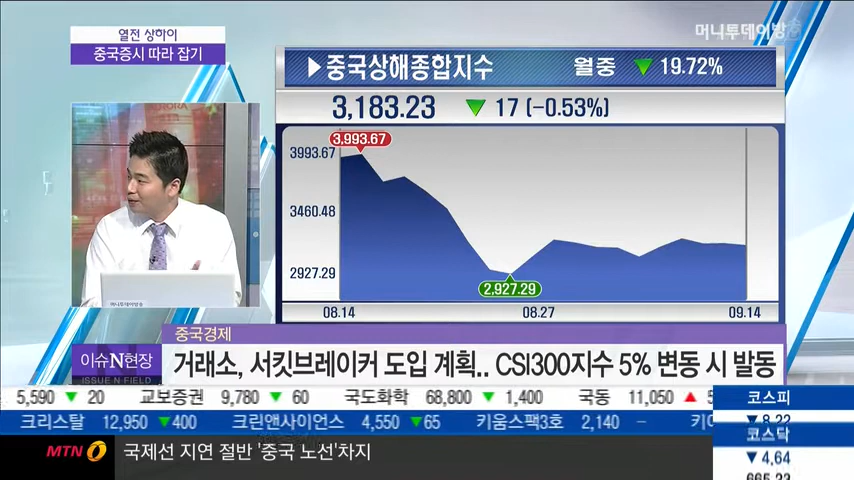 열전 상하이
중국증시 따라 잡기
머니투데이방송
▶중국상해종합지수 월중 ▼ 19.72%
3,183.23 ▼ 17 (-0.53%)
3,993.67
3993.67
3460.48
2927.29
2,927.29
08.14 08.27 09.14
중국경제
이슈N현장
ISSUE N FIELD
거래소, 서킷브레이커 도입 계획.. CSI300지수 5% 변동 시 발동
5,590 ▼ 20 교보증권 9,780 ▼ 60 국도화학 68,800 ▼ 1,400 국동 11,050 ▲
코스피
▼8.22
크리스탈 12,950 ▼400 크린앤사이언스 4,550 ▼65 키움스팩3호 2,140 –
코스닥
▼4.64
MTN 국제선 지연 절반 '중국 노선'차지